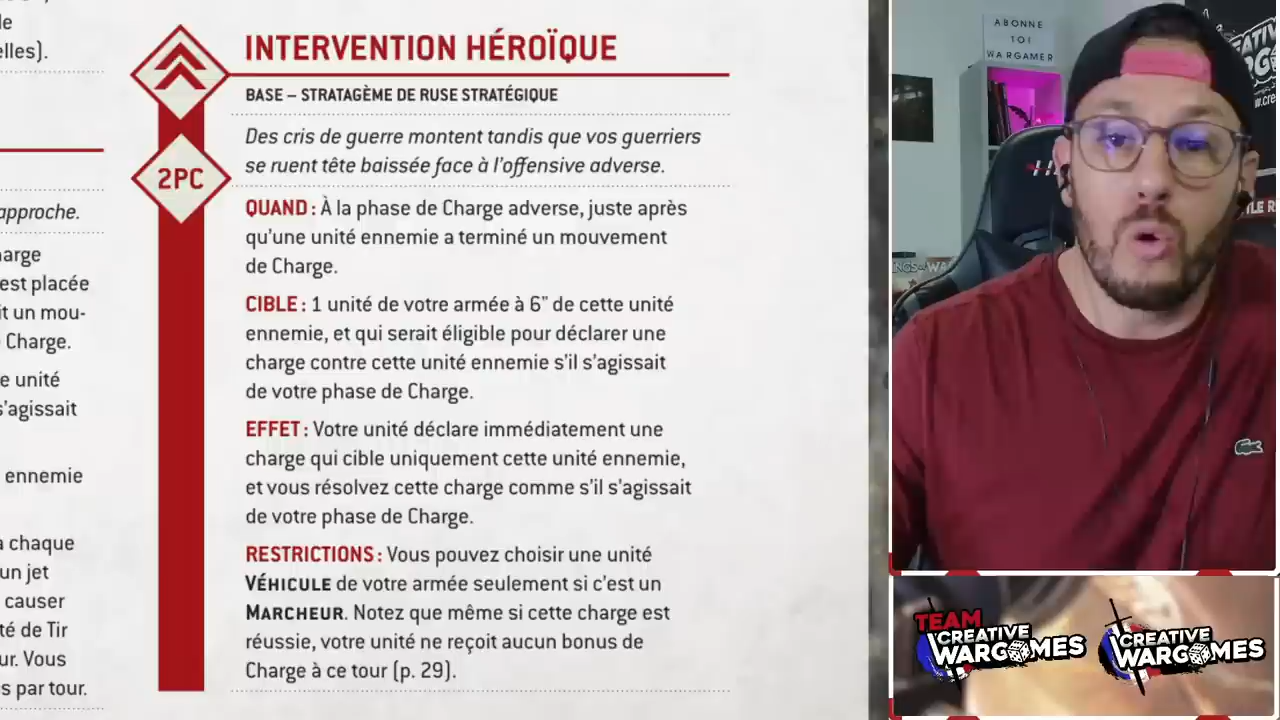 elles).
approche.
est placée
it un mou-
Charge.
e unité
s'agissait
ennemie
à chaque
un jet
causer
té de Tir
ur. Vous
s par tour.
INTERVENTION HÉROÏQUE
BASE – STRATAGÈME DE RUSE STRATÉGIQUE
Des cris de guerre montent tandis que vos guerriers
se ruent tête baissée face à l'offensive adverse.
2PC
QUAND : À la phase de Charge adverse, juste après
qu'une unité ennemie a terminé un mouvement
de Charge.
CIBLE : 1 unité de votre armée à 6" de cette unité
ennemie, et qui serait éligible pour déclarer une
charge contre cette unité ennemie s'il s'agissait
de votre phase de Charge.
EFFET : Votre unité déclare immédiatement une
charge qui cible uniquement cette unité ennemie,
et vous résolvez cette charge comme s'il s'agissait
de votre phase de Charge.
RESTRICTIONS : Vous pouvez choisir une unité
VÉHICULE de votre armée seulement si c'est un
MARCHEUR. Notez que même si cette charge est
réussie, votre unité ne reçoit aucun bonus de
Charge à ce tour (p. 29).
ABONNE
TOI
WARGAMER
TEAM
CREATIVE
WARGAMES
CREATIVE
WARGAMES